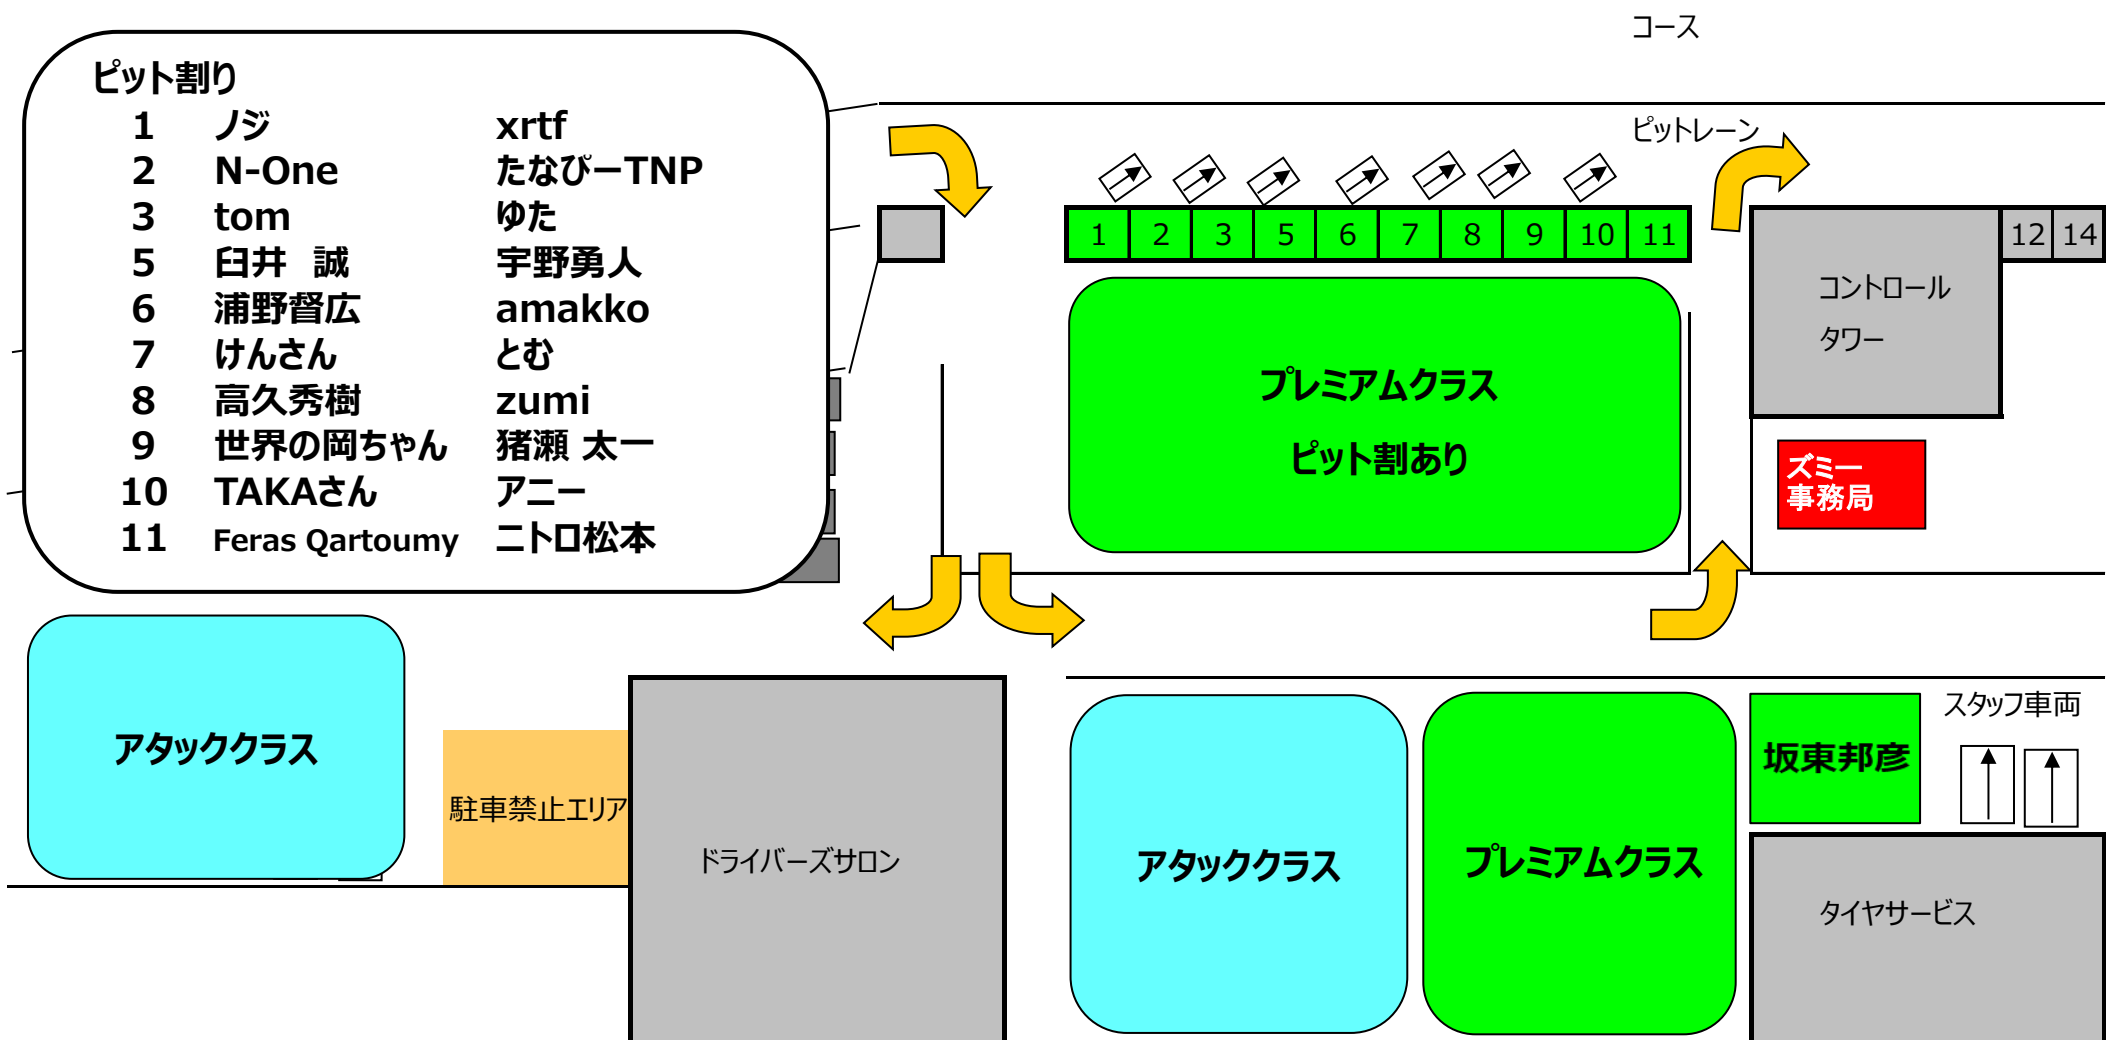 コース
ピット割り
1 ノジ xrtf
2 N-One たなぴーTNP
3 tom ゆた
5 臼井　誠 宇野勇人
6 浦野督広 amakko
7 けんさん とむ
8 高久秀樹 zumi
9 世界の岡ちゃん 猪瀬 太一
10 TAKAさん アニー
11 Feras Qartoumy ニトロ松本
ピットレーン
1 2 3 5 6 7 8 9 10 11
12 14
コントロール
タワー
プレミアムクラス
ピット割あり
ズミー
事務局
アタッククラス
駐車禁止エリア
ドライバーズサロン
アタッククラス
プレミアムクラス
坂東邦彦
スタッフ車両
タイヤサービス